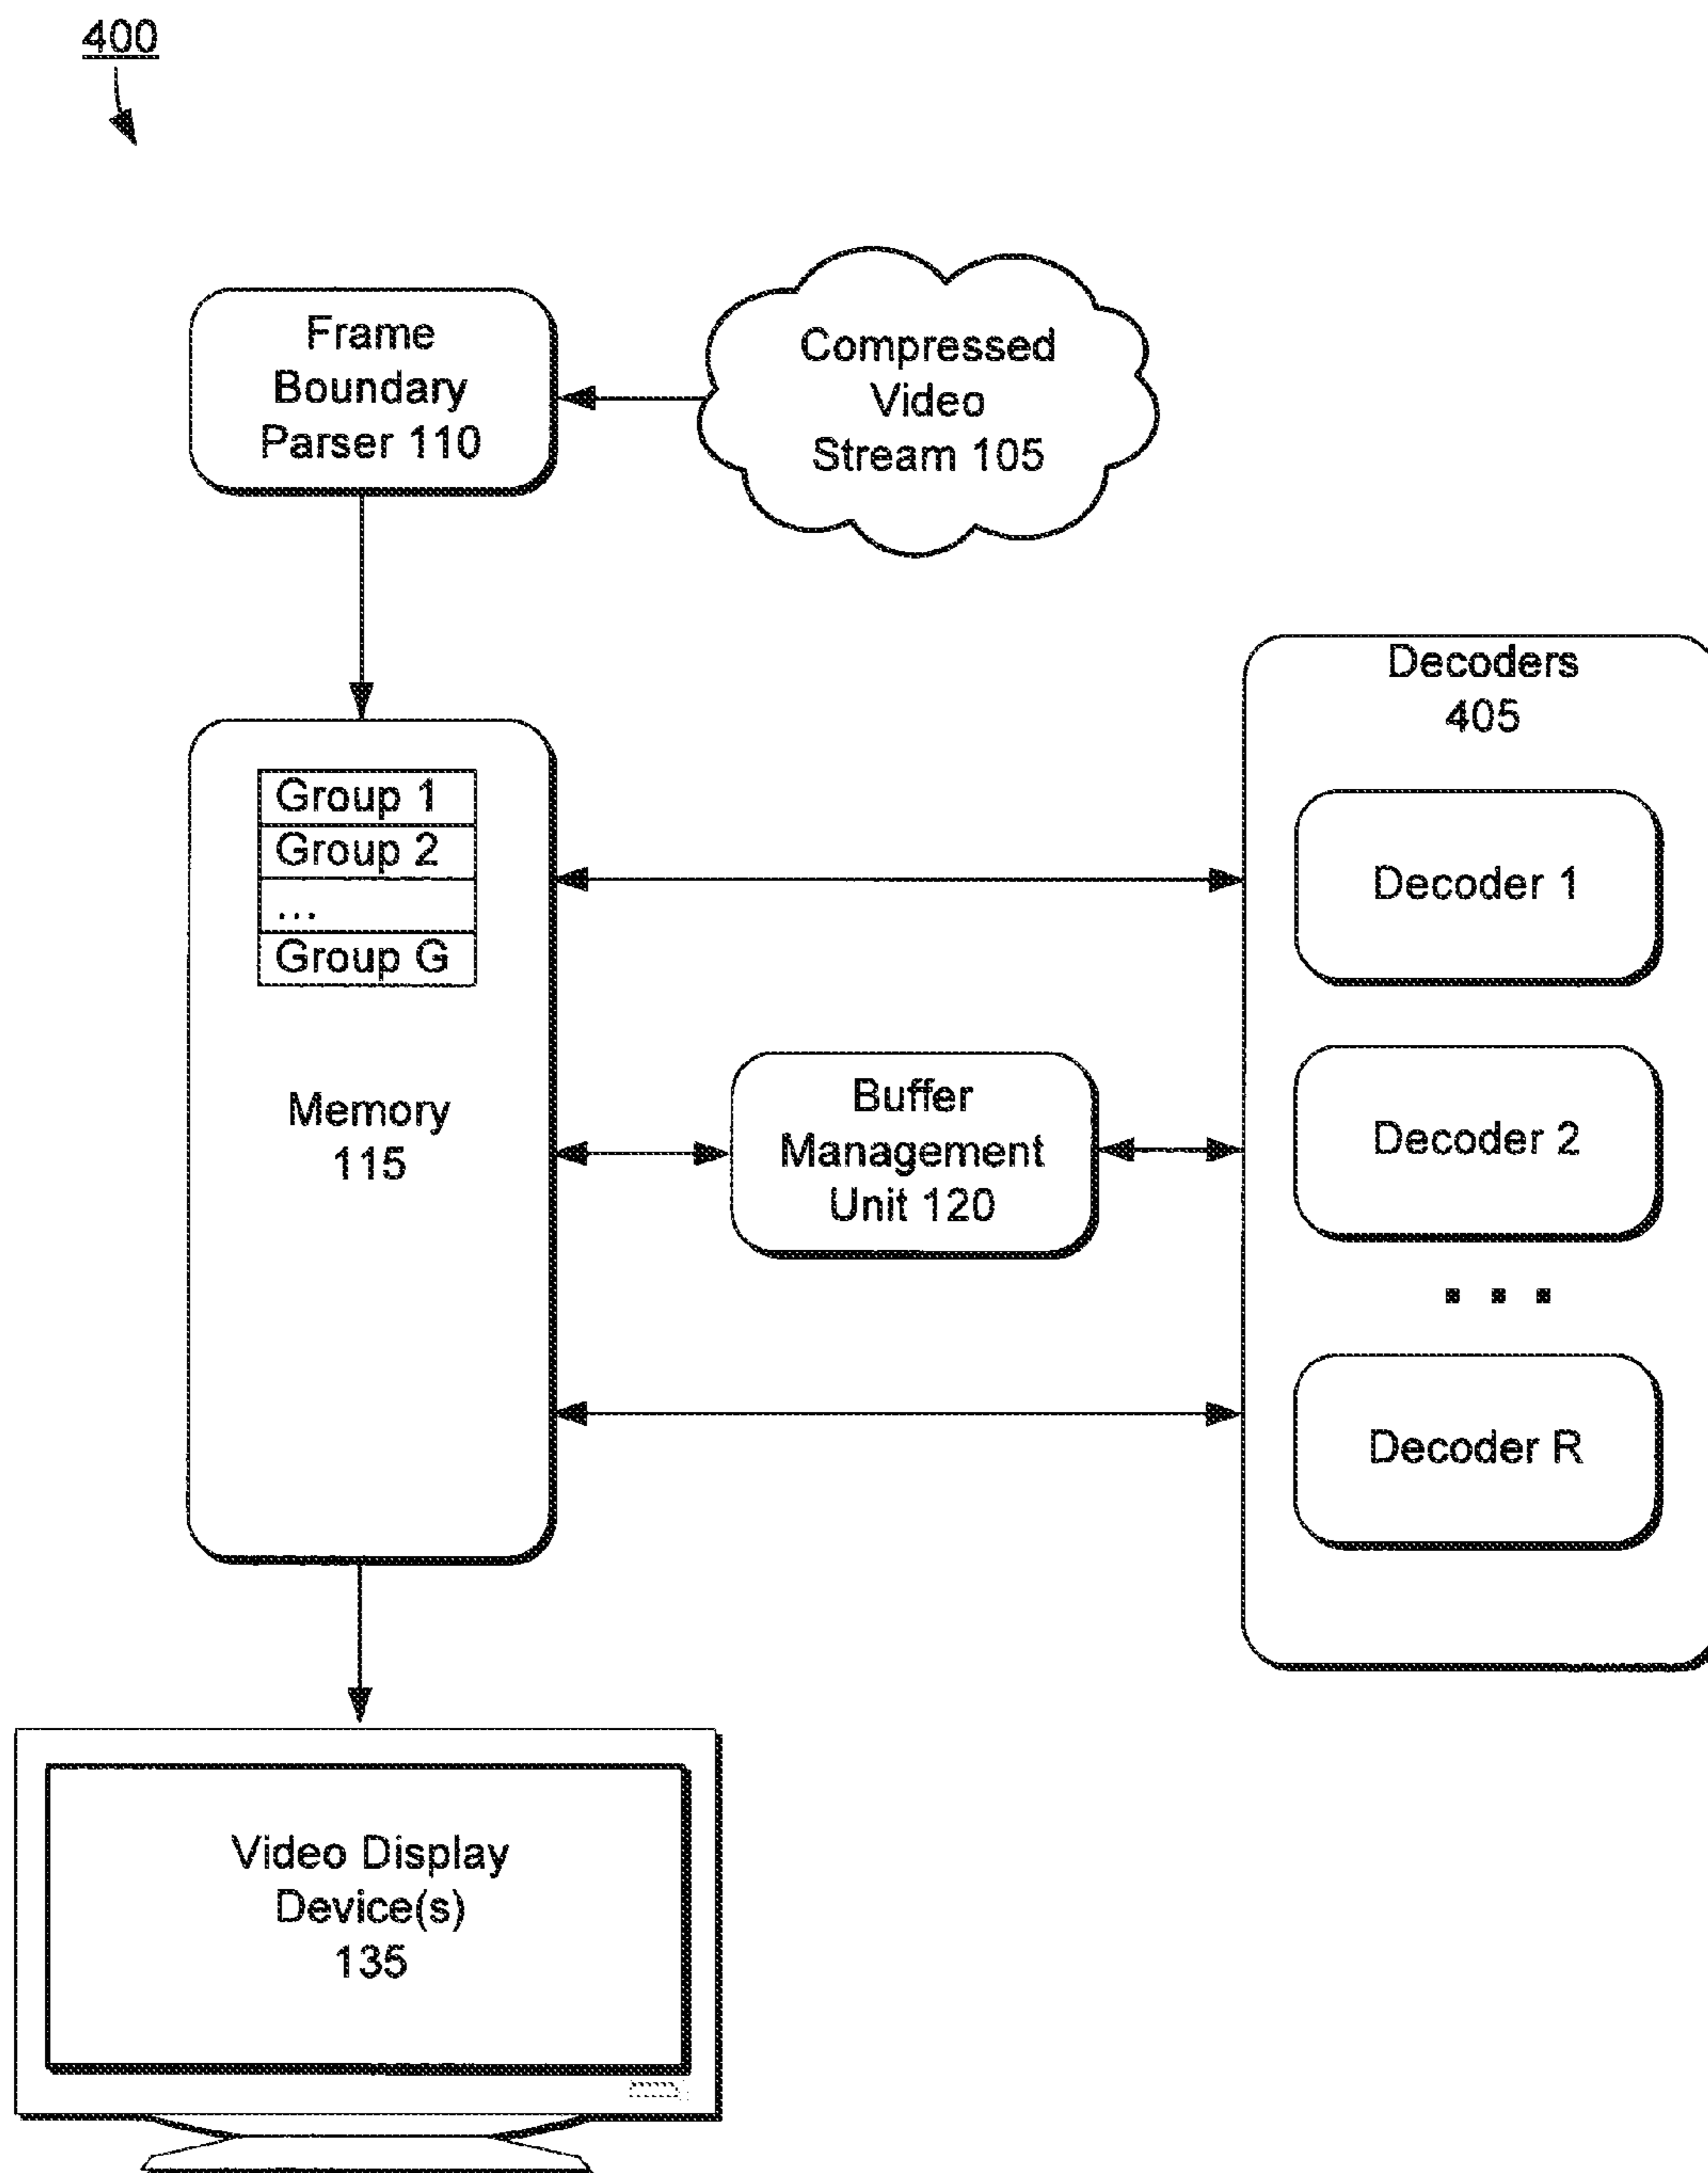 400
Frame
Boundary
Parser 110
Compressed
Video
Stream 105
Decoders
405
Group 1
Group 2
...
Group G
Decoder 1
Memory
115
Buffer
Management
Unit 120
Decoder 2
...
Decoder R
Video Display
Device(s)
135